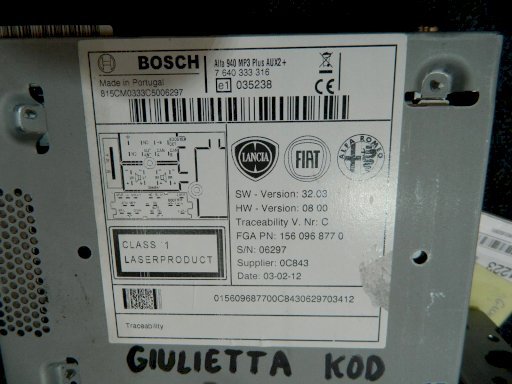 BOSCH
Alfa 940 MP3 Plus AUX2+
7 640 333 316
Made in Portugal
815CM0333C5006297
e1 035238
CE
LANCIA
FIAT
ALFA ROMEO
SW - Version: 32.03
HW - Version: 08 00
Traceability V. Nr: C
FGA PN: 156 096 877 0
S/N: 06297
Supplier: 0C843
Date: 03-02-12
CLASS 1
LASERPRODUCT
015609687700C8430629703412
Traceability
GIULIETTA KOD